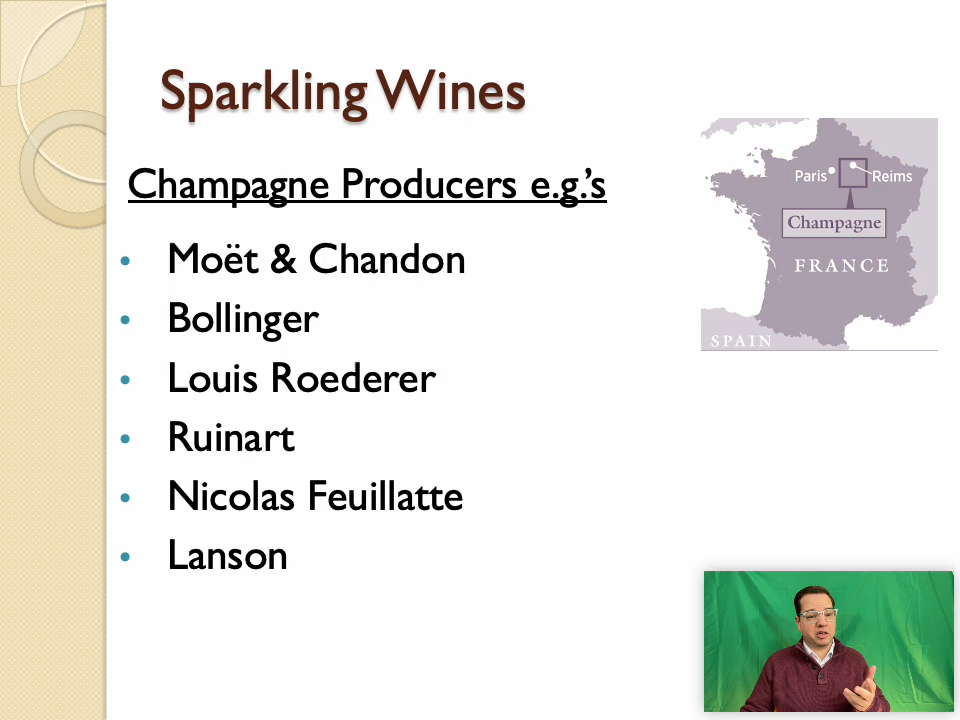 Sparkling Wines
Champagne Producers e.g.'s
• Moët & Chandon
• Bollinger
• Louis Roederer
• Ruinart
• Nicolas Feuillatte
• Lanson
Paris
Reims
Champagne
FRANCE
SPAIN